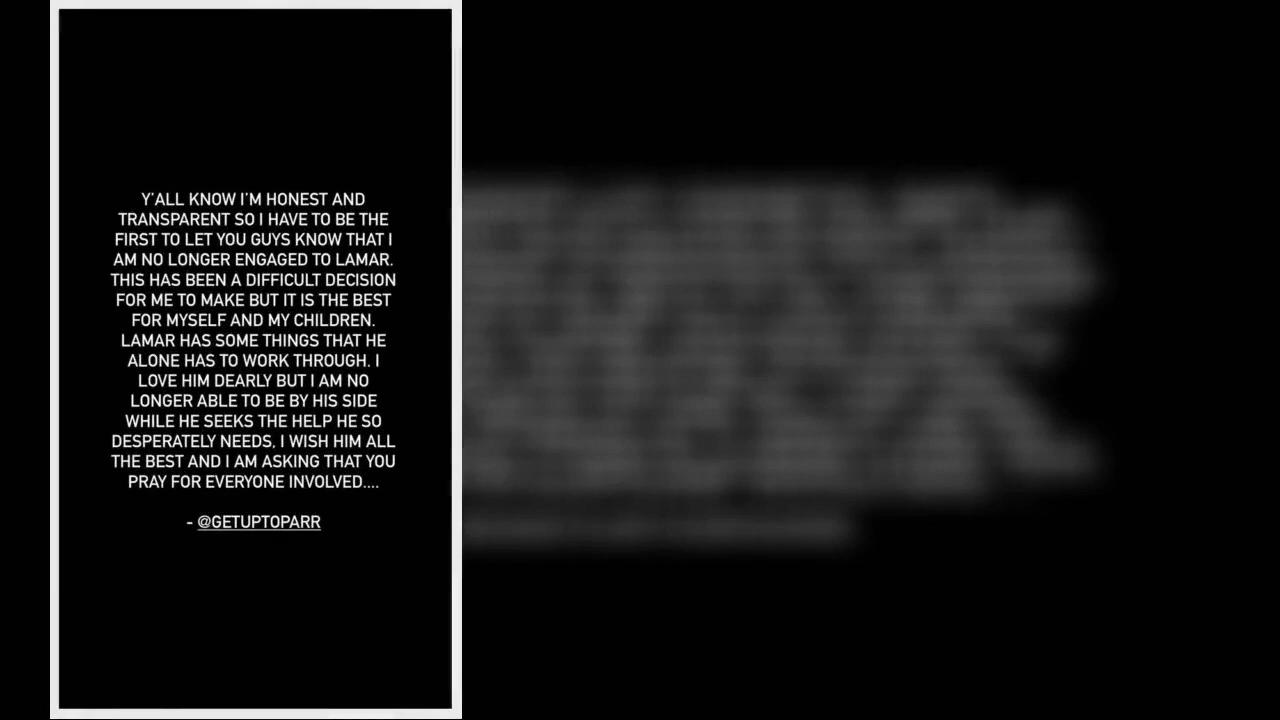 Y'ALL KNOW I'M HONEST AND
TRANSPARENT SO I HAVE TO BE THE
FIRST TO LET YOU GUYS KNOW THAT I
AM NO LONGER ENGAGED TO LAMAR.
THIS HAS BEEN A DIFFICULT DECISION
FOR ME TO MAKE BUT IT IS THE BEST
FOR MYSELF AND MY CHILDREN.
LAMAR HAS SOME THINGS THAT HE
ALONE HAS TO WORK THROUGH. I
LOVE HIM DEARLY BUT I AM NO
LONGER ABLE TO BE BY HIS SIDE
WHILE HE SEEKS THE HELP HE SO
DESPERATELY NEEDS, I WISH HIM ALL
THE BEST AND I AM ASKING THAT YOU
PRAY FOR EVERYONE INVOLVED....
- @GETUPTOPARR